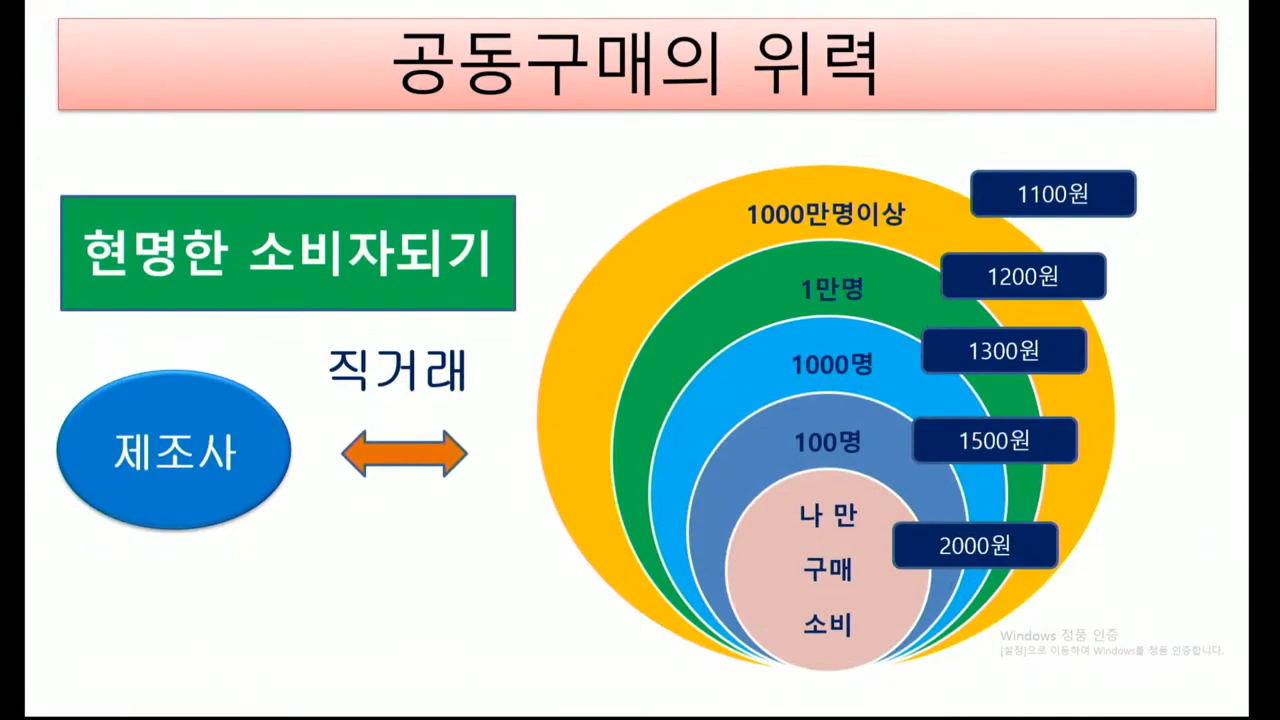 공동구매의 위력
현명한 소비자되기
직거래
제조사
1000만명이상
1100원
1만명
1200원
1000명
1300원
100명
1500원
나 만
구매
소비
2000원
Windows 정품 인증
[설정]으로 이동하여 Windows를 정품 인증합니다.